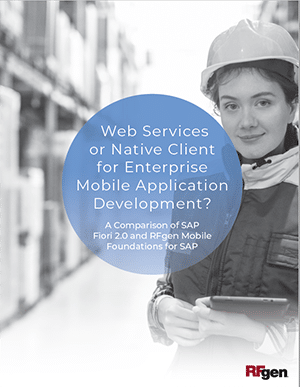 Web Services
or Native Client
for Enterprise
Mobile Application
Development?
A Comparison of SAP
Fiori 2.0 and RFgen Mobile
Foundations for SAP
RFgen